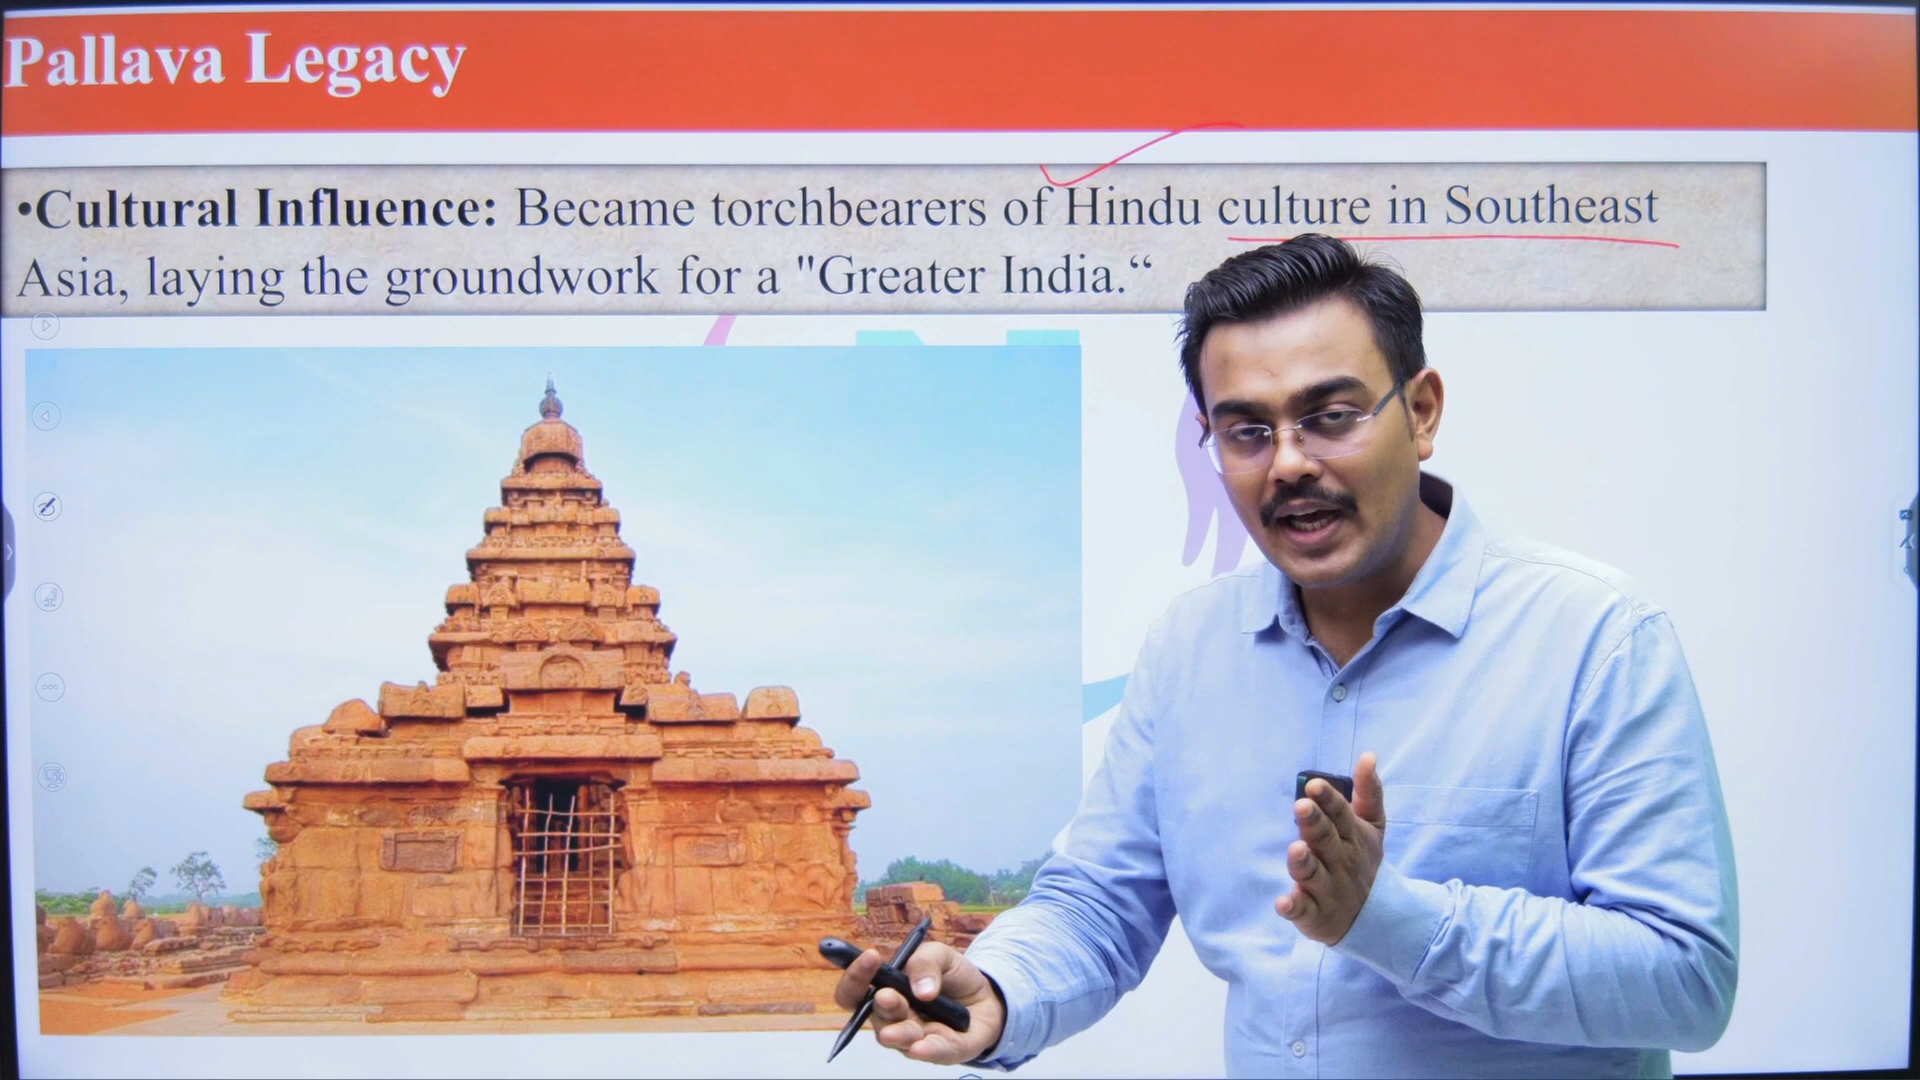 Pallava Legacy
•Cultural Influence: Became torchbearers of Hindu culture in Southeast
Asia, laying the groundwork for a "Greater India.“